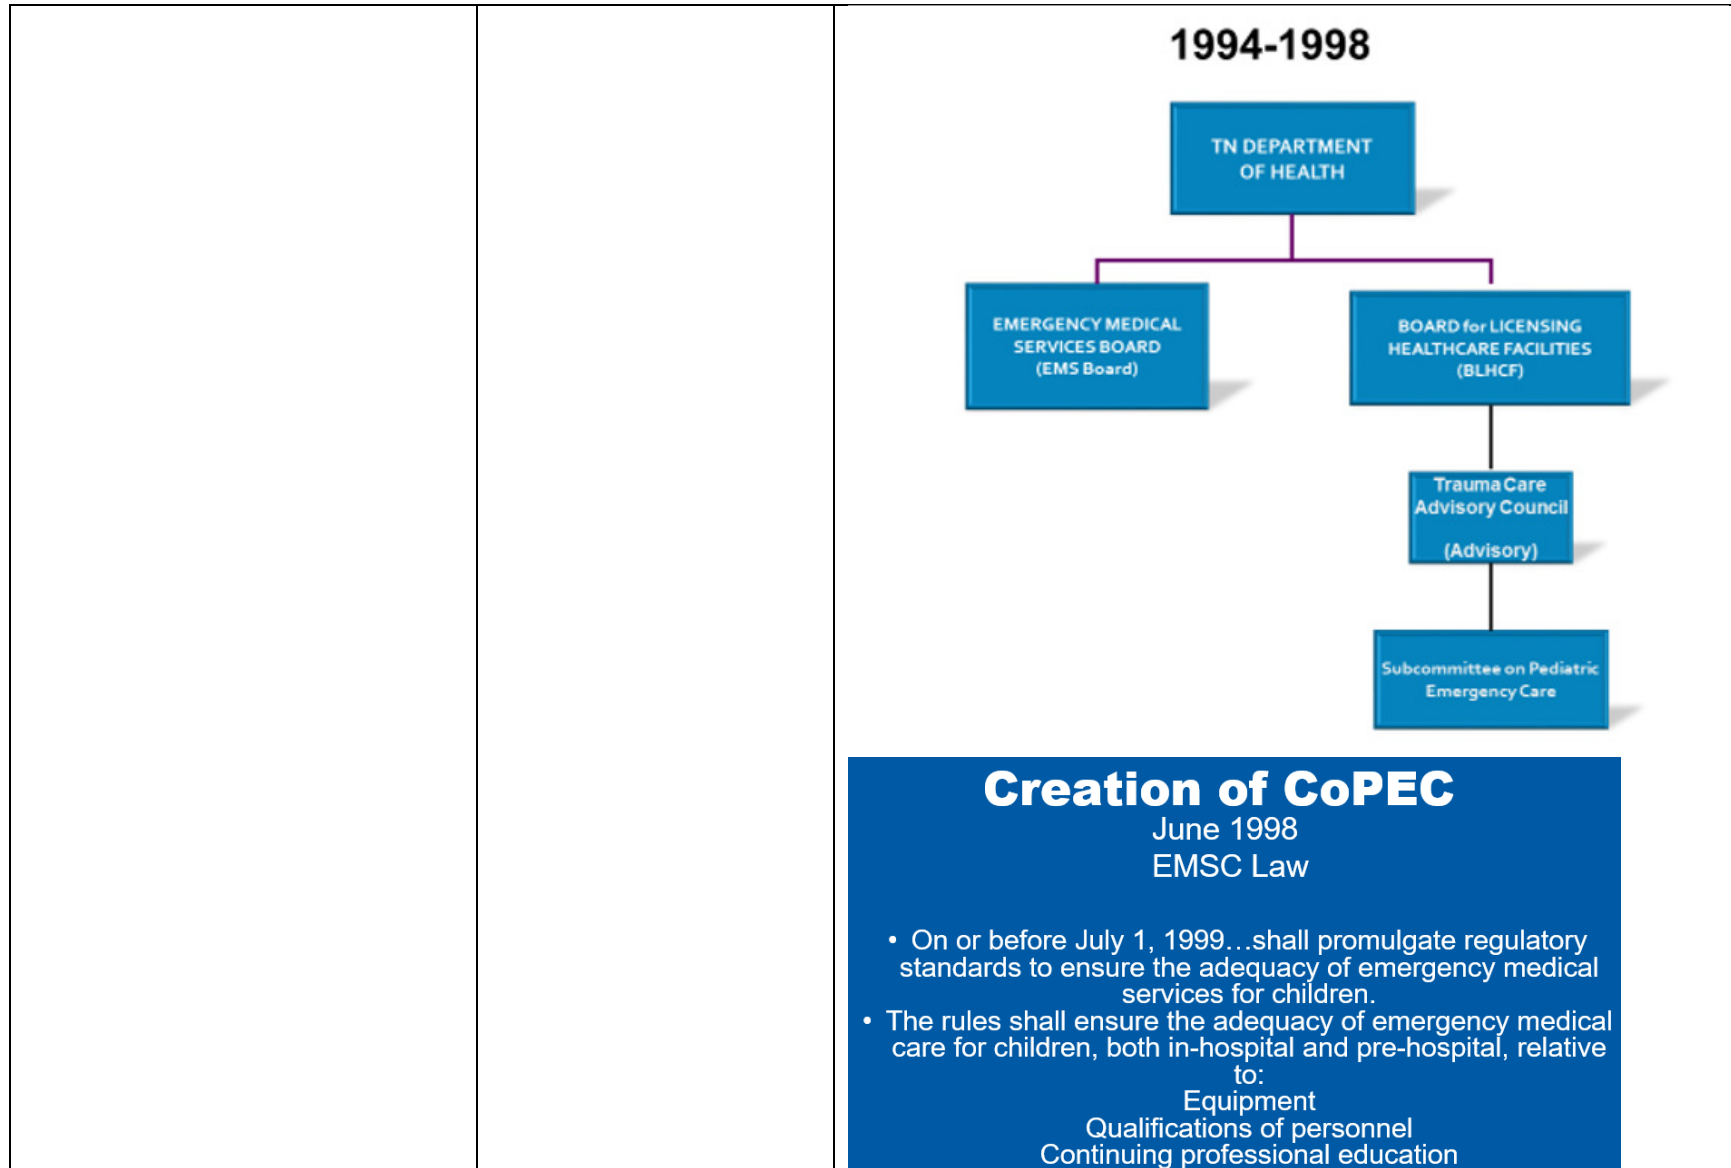 1994-1998
TN DEPARTMENT
OF HEALTH
EMERGENCY MEDICAL
SERVICES BOARD
(EMS Board)
BOARD for LICENSING
HEALTHCARE FACILITIES
(BLHCF)
Trauma Care
Advisory Council
(Advisory)
Subcommittee on Pediatric
Emergency Care
Creation of CoPEC
June 1998
EMSC Law
• On or before July 1, 1999…shall promulgate regulatory
standards to ensure the adequacy of emergency medical
services for children.
• The rules shall ensure the adequacy of emergency medical
care for children, both in-hospital and pre-hospital, relative
to:
Equipment
Qualifications of personnel
Continuing professional education